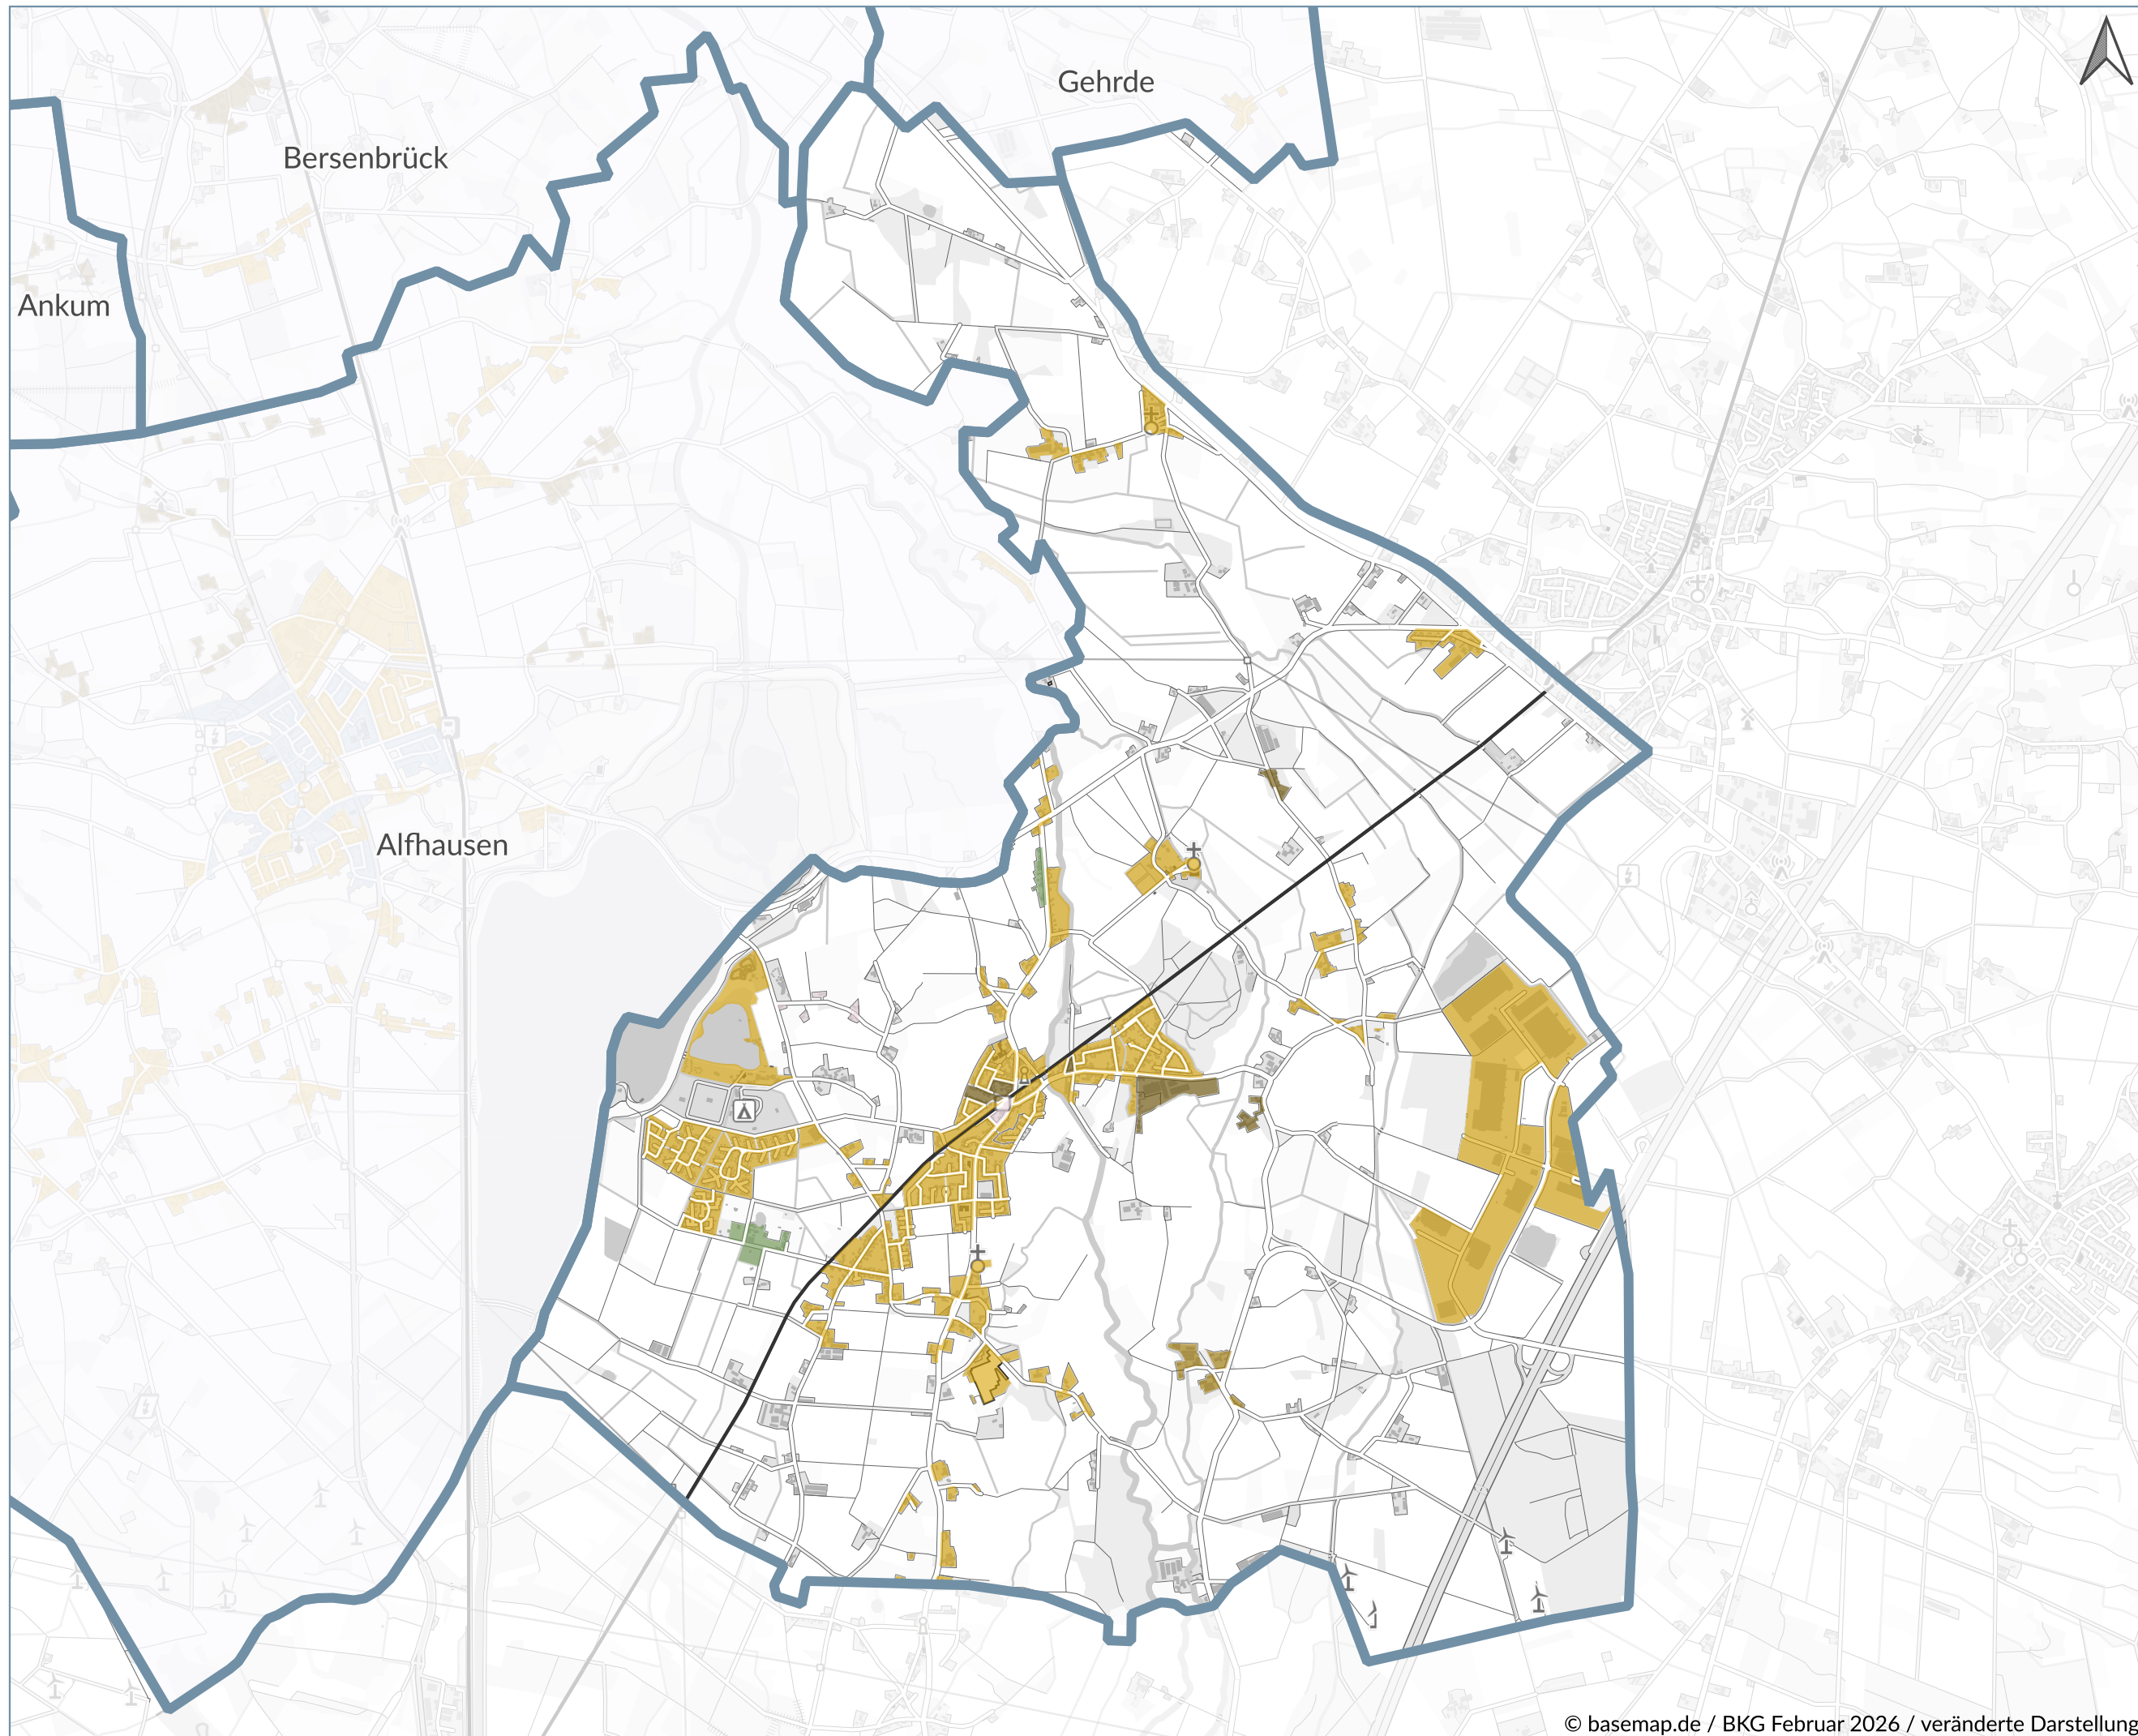 Gehrde
Bersenbrück
Ankum
Alfhausen
© basemap.de / BKG Februar 2026 / veränderte Darstellung